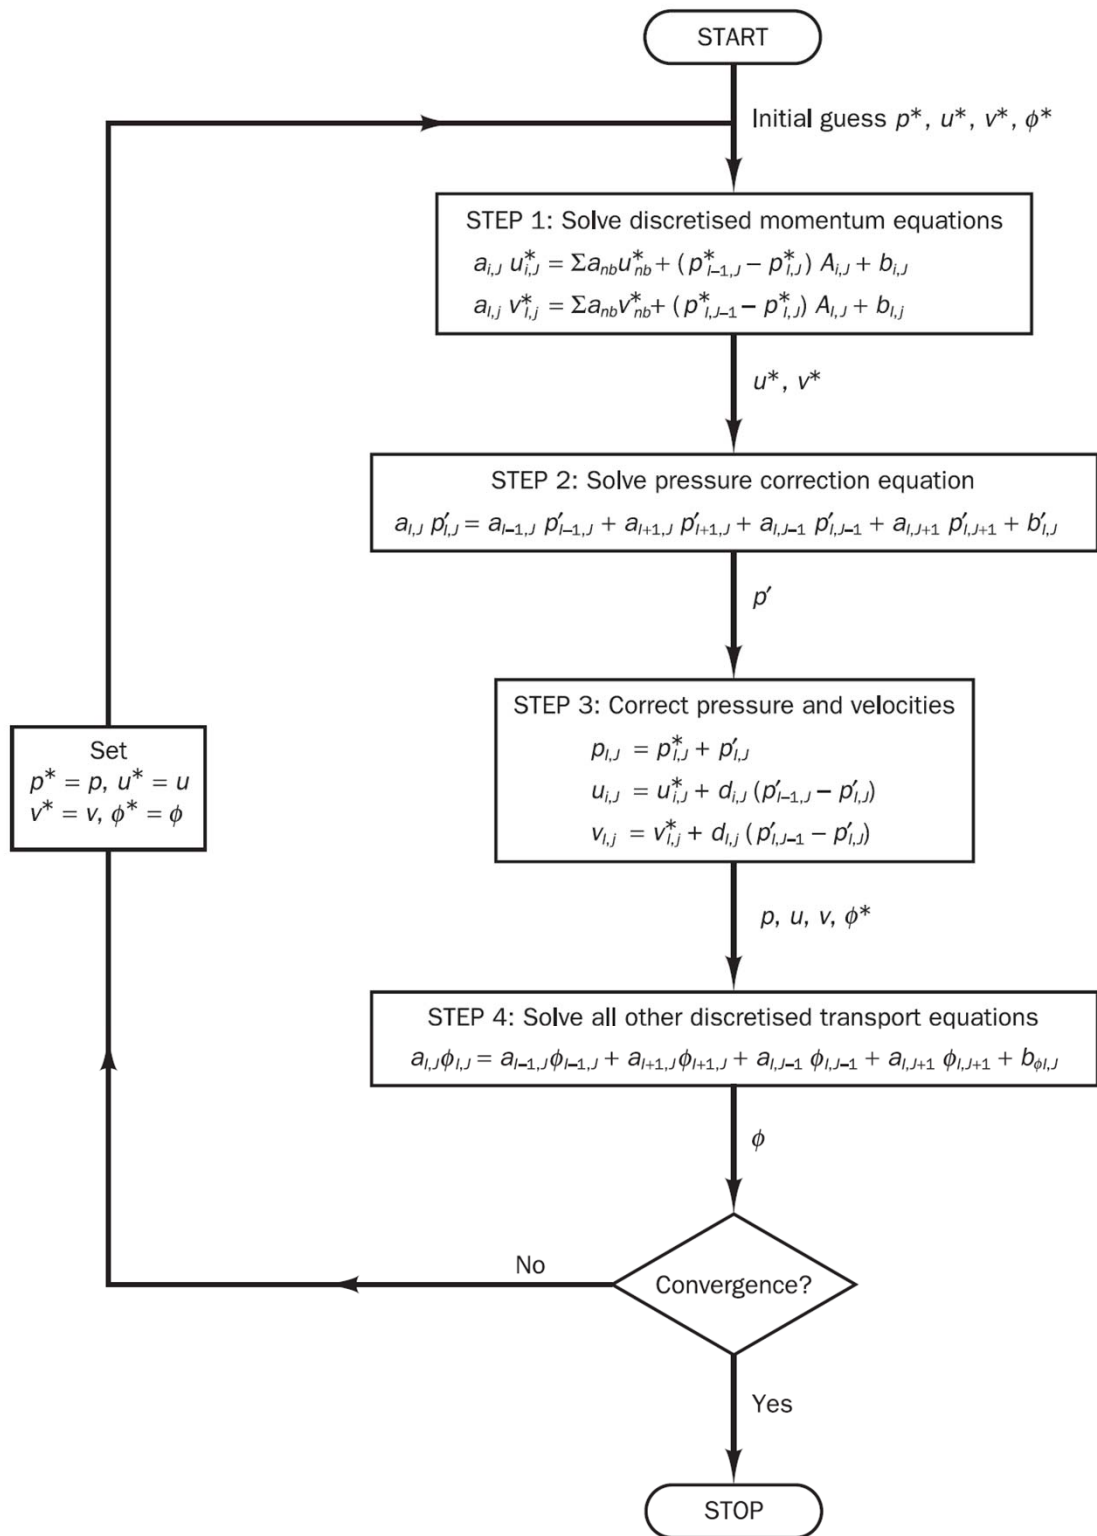 START
Initial guess p*, u*, v*, ϕ*
STEP 1: Solve discretised momentum equations
a_{i,J} u*_{i,J} = Σa_{nb}u*_{nb} + (p*_{I−1,J} − p*_{I,J}) A_{i,J} + b_{i,J}
a_{I,j} v*_{I,j} = Σa_{nb}v*_{nb} + (p*_{I,J−1} − p*_{I,J}) A_{I,J} + b_{I,j}
u*, v*
STEP 2: Solve pressure correction equation
a_{I,J} p′_{I,J} = a_{I−1,J} p′_{I−1,J} + a_{I+1,J} p′_{I+1,J} + a_{I,J−1} p′_{I,J−1} + a_{I,J+1} p′_{I,J+1} + b′_{I,J}
p′
STEP 3: Correct pressure and velocities
p_{I,J} = p*_{I,J} + p′_{I,J}
u_{i,J} = u*_{i,J} + d_{i,J} (p′_{I−1,J} − p′_{I,J})
v_{I,j} = v*_{I,j} + d_{I,j} (p′_{I,J−1} − p′_{I,J})
Set
p* = p, u* = u
v* = v, ϕ* = ϕ
p, u, v, ϕ*
STEP 4: Solve all other discretised transport equations
a_{I,J}ϕ_{I,J} = a_{I−1,J}ϕ_{I−1,J} + a_{I+1,J}ϕ_{I+1,J} + a_{I,J−1} ϕ_{I,J−1} + a_{I,J+1} ϕ_{I,J+1} + b_{ϕI,J}
ϕ
No
Convergence?
Yes
STOP